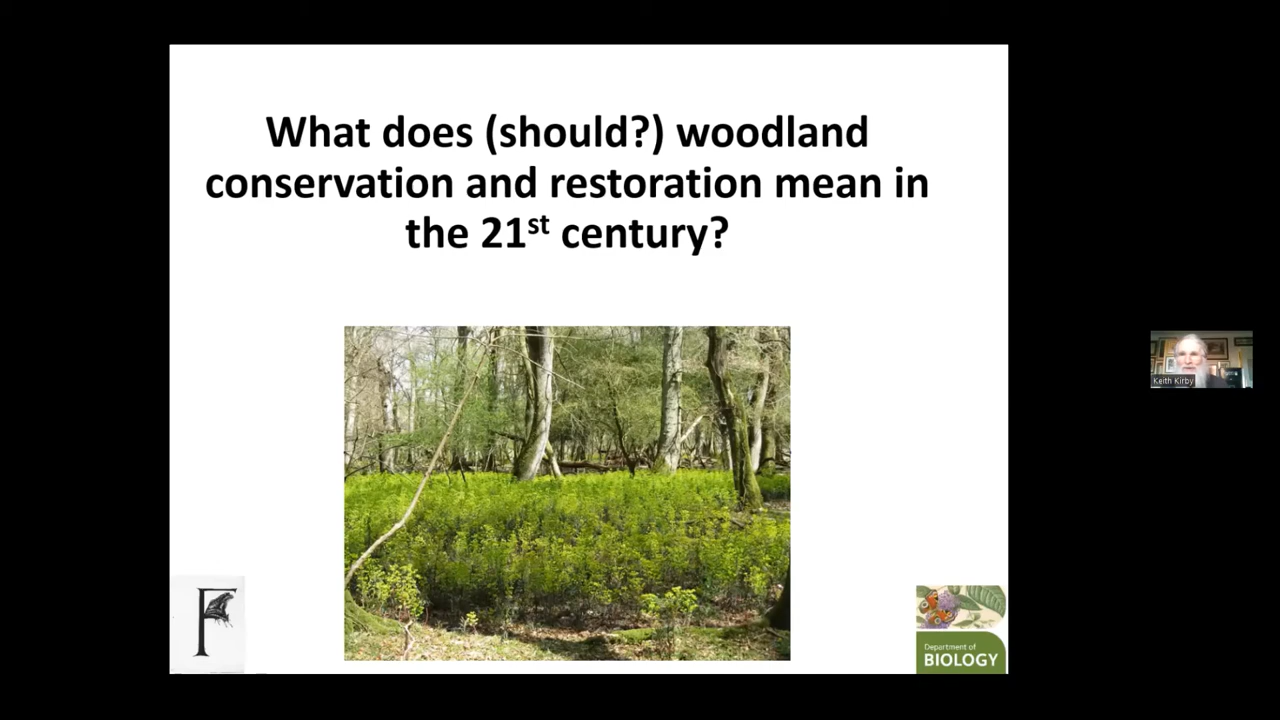 What does (should?) woodland
conservation and restoration mean in
the 21st century?
Keith Kirby
F
Department of
BIOLOGY